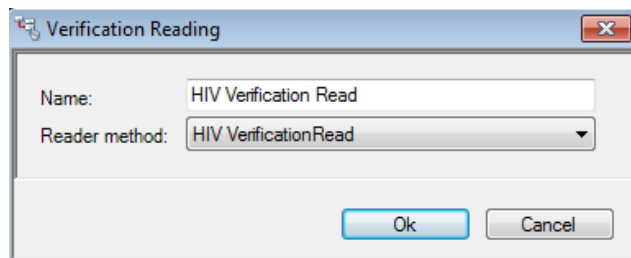 Verification Reading
Name: HIV Verification Read
Reader method: HIV VerificationRead
Ok Cancel